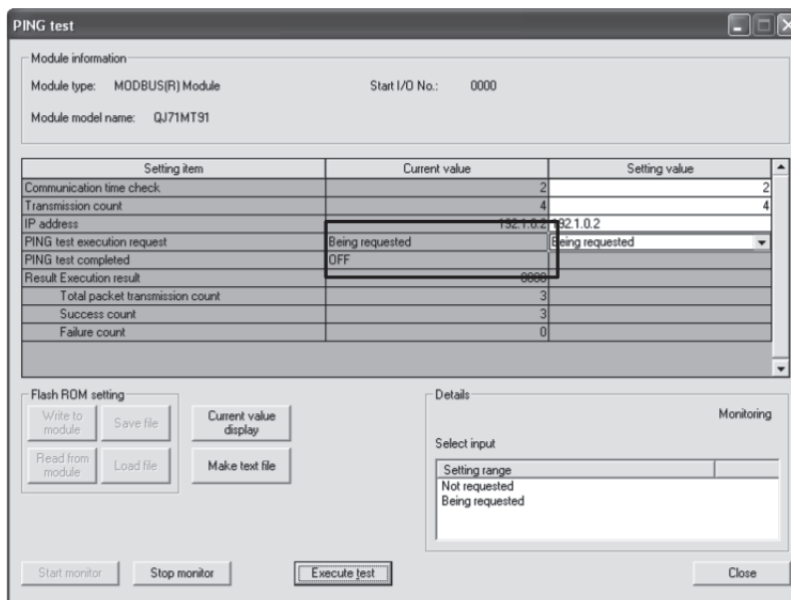 PING test
Module information
Module type: MODBUS(R) Module Start I/O No.: 0000
Module model name: QJ71MT91
Setting item Current value Setting value
Communication time check 2 2
Transmission count 4 4
IP address 192.1.0.2 192.1.0.2
PING test execution request Being requested Being requested
PING test completed OFF
Result Execution result 0000
Total packet transmission count 3
Success count 3
Failure count 0
Flash ROM setting
Write to module Save file Current value display
Read from module Load file Make text file
Details
Monitoring
Select input
Setting range
Not requested
Being requested
Start monitor Stop monitor Execute test Close